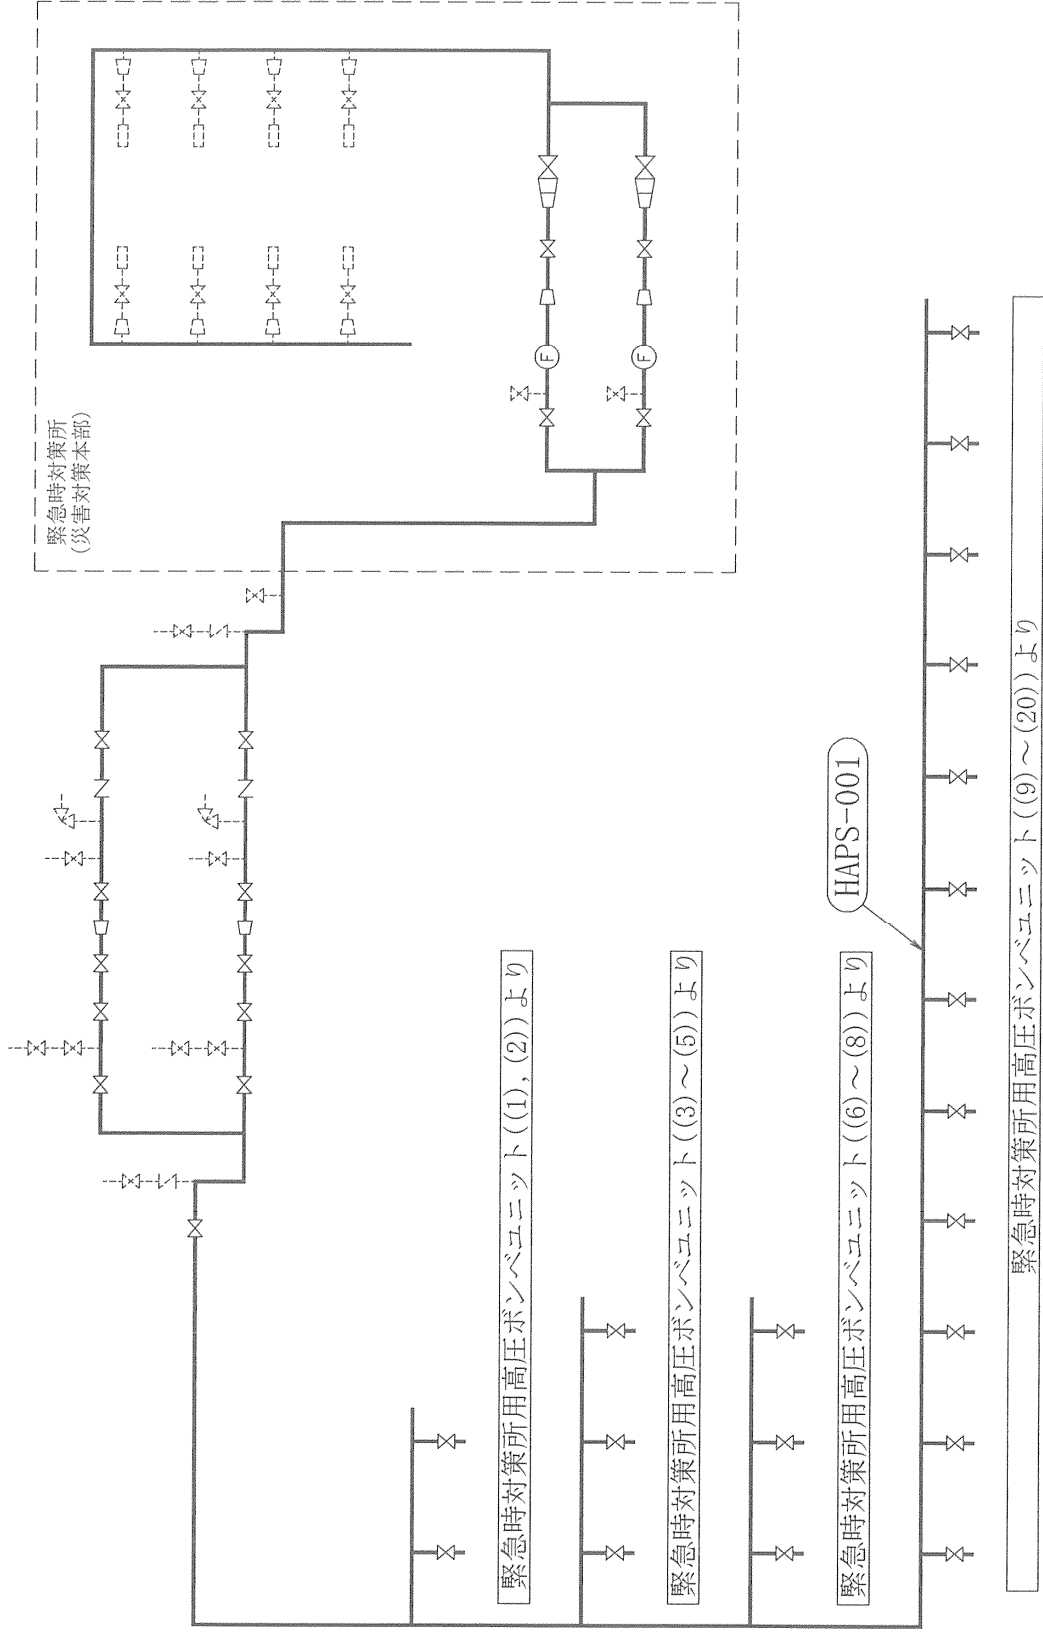 緊急時対策所
(災害対策本部)
F
F
HAPS-001
緊急時対策所用高圧ボンベユニット((1), (2))より
緊急時対策所用高圧ボンベユニット((3)～(5))より
緊急時対策所用高圧ボンベユニット((6)～(8))より
緊急時対策所用高圧ボンベユニット((9)～(20))より